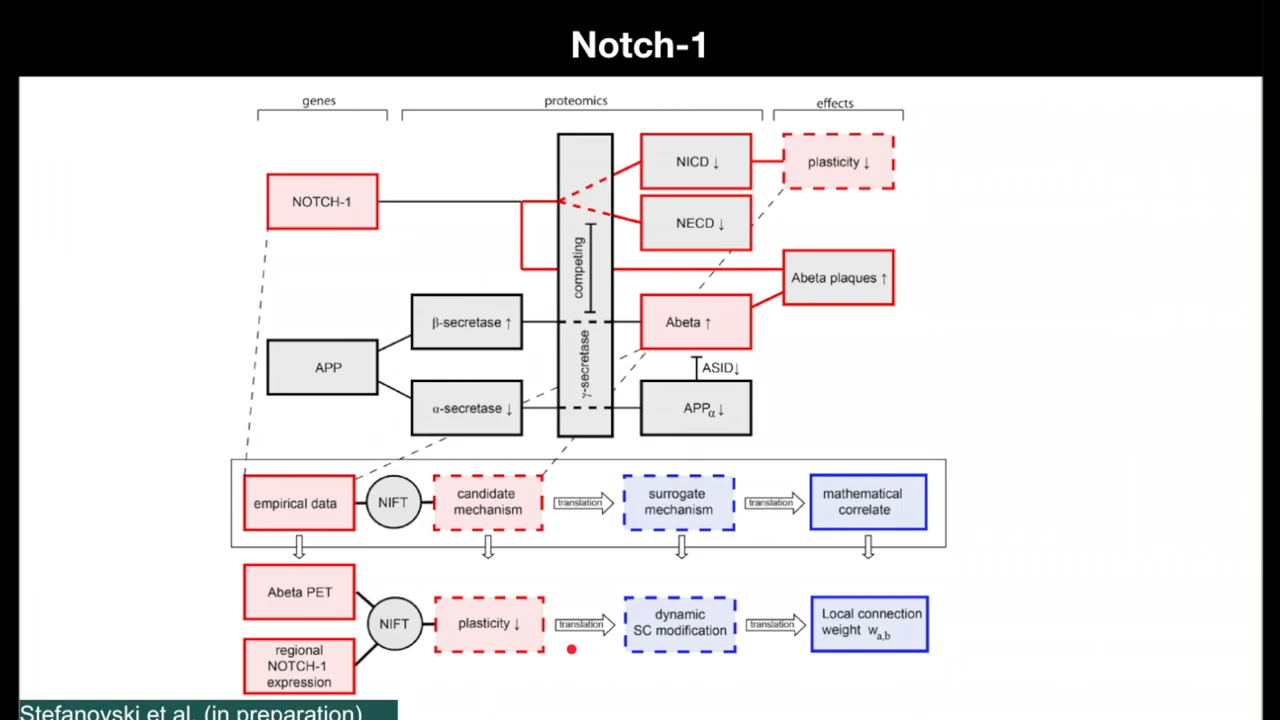 Notch-1
genes
proteomics
effects
NOTCH-1
NICD ↓
plasticity ↓
NECD ↓
competing
Abeta plaques ↑
β-secretase ↑
Abeta ↑
APP
γ-secretase
ASID↓
α-secretase ↓
APPα ↓
empirical data
NIFT
candidate
mechanism
translation
surrogate
mechanism
translation
mathematical
correlate
Abeta PET
NIFT
plasticity ↓
translation
dynamic
SC modification
translation
Local connection
weight wa,b
regional
NOTCH-1
expression
Stefanovski et al. (in preparation)